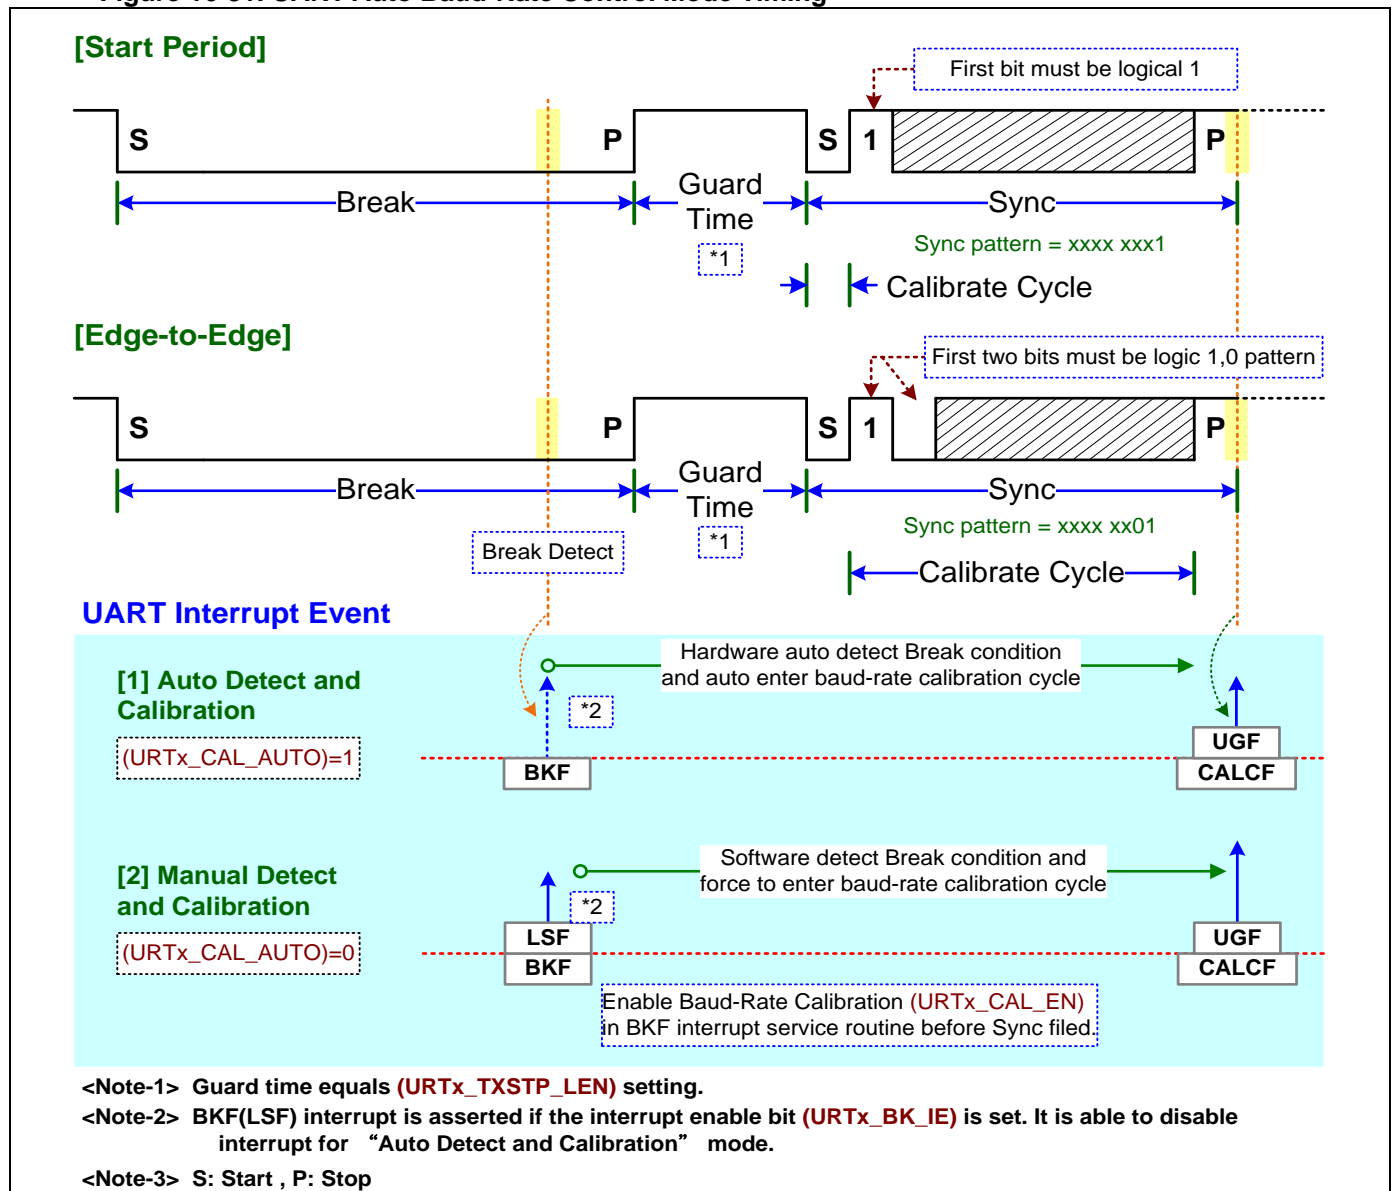 [Start Period]
First bit must be logical 1
S
P
S
1
P
Break
Guard
Time
Sync
*1
Sync pattern = xxxx xxx1
Calibrate Cycle
[Edge-to-Edge]
First two bits must be logic 1,0 pattern
S
P
S
1
P
Break
Guard
Time
Sync
*1
Sync pattern = xxxx xx01
Break Detect
Calibrate Cycle
UART Interrupt Event
[1] Auto Detect and
Calibration
(URTx_CAL_AUTO)=1
Hardware auto detect Break condition
and auto enter baud-rate calibration cycle
*2
BKF
UGF
CALCF
[2] Manual Detect
and Calibration
(URTx_CAL_AUTO)=0
Software detect Break condition and
force to enter baud-rate calibration cycle
*2
LSF
BKF
UGF
CALCF
Enable Baud-Rate Calibration (URTx_CAL_EN)
in BKF interrupt service routine before Sync filed.
<Note-1> Guard time equals (URTx_TXSTP_LEN) setting.
<Note-2> BKF(LSF) interrupt is asserted if the interrupt enable bit (URTx_BK_IE) is set. It is able to disable
interrupt for “Auto Detect and Calibration” mode.
<Note-3> S: Start , P: Stop